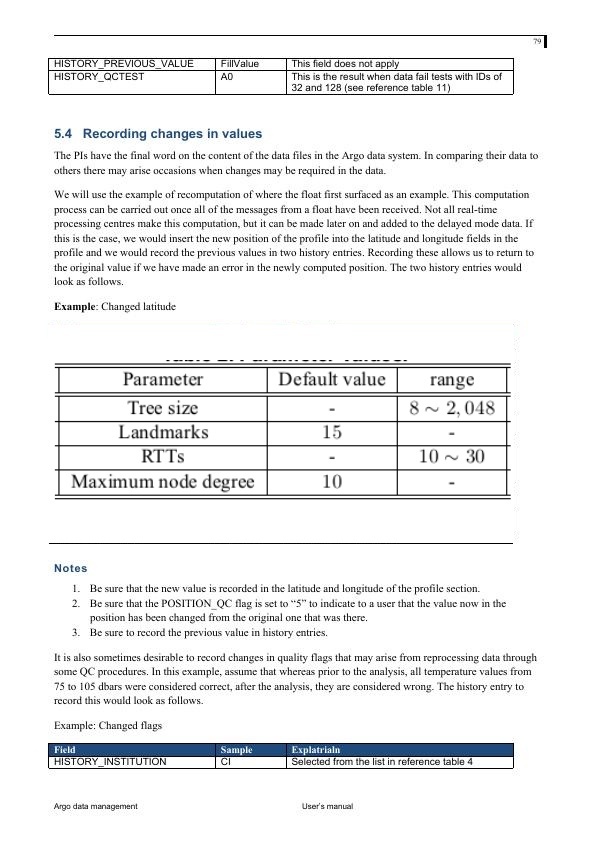 79
HISTORY_PREVIOUS_VALUE FillValue This field does not apply
HISTORY_QCTEST A0 This is the result when data fail tests with IDs of
32 and 128 (see reference table 11)
5.4 Recording changes in values
The PIs have the final word on the content of the data files in the Argo data system. In comparing their data to
others there may arise occasions when changes may be required in the data.
We will use the example of recomputation of where the float first surfaced as an example. This computation
process can be carried out once all of the messages from a float have been received. Not all real-time
processing centres make this computation, but it can be made later on and added to the delayed mode data. If
this is the case, we would insert the new position of the profile into the latitude and longitude fields in the
profile and we would record the previous values in two history entries. Recording these allows us to return to
the original value if we have made an error in the newly computed position. The two history entries would
look as follows.
Example: Changed latitude
Parameter Default value range
Tree size - 8 ∼ 2, 048
Landmarks 15 -
RTTs - 10 ∼ 30
Maximum node degree 10 -
Notes
1. Be sure that the new value is recorded in the latitude and longitude of the profile section.
2. Be sure that the POSITION_QC flag is set to “5” to indicate to a user that the value now in the
position has been changed from the original one that was there.
3. Be sure to record the previous value in history entries.
It is also sometimes desirable to record changes in quality flags that may arise from reprocessing data through
some QC procedures. In this example, assume that whereas prior to the analysis, all temperature values from
75 to 105 dbars were considered correct, after the analysis, they are considered wrong. The history entry to
record this would look as follows.
Example: Changed flags
Field Sample Explatrialn
HISTORY_INSTITUTION CI Selected from the list in reference table 4
Argo data management User’s manual